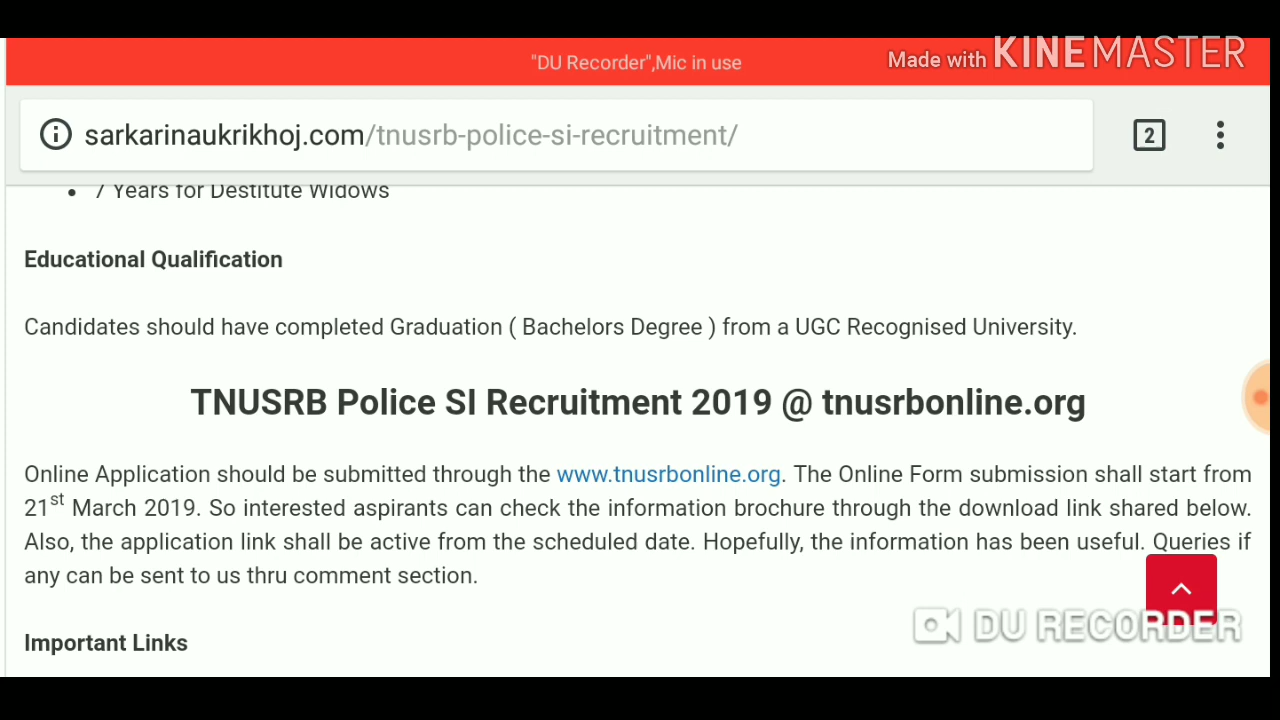 "DU Recorder",Mic in use
Made with KINEMASTER
sarkarinaukrikhoj.com/tnusrb-police-si-recruitment/
2
• 7 Years for Destitute Widows
Educational Qualification
Candidates should have completed Graduation ( Bachelors Degree ) from a UGC Recognised University.
TNUSRB Police SI Recruitment 2019 @ tnusrbonline.org
Online Application should be submitted through the www.tnusrbonline.org. The Online Form submission shall start from
21st March 2019. So interested aspirants can check the information brochure through the download link shared below.
Also, the application link shall be active from the scheduled date. Hopefully, the information has been useful. Queries if
any can be sent to us thru comment section.
DU RECORDER
Important Links